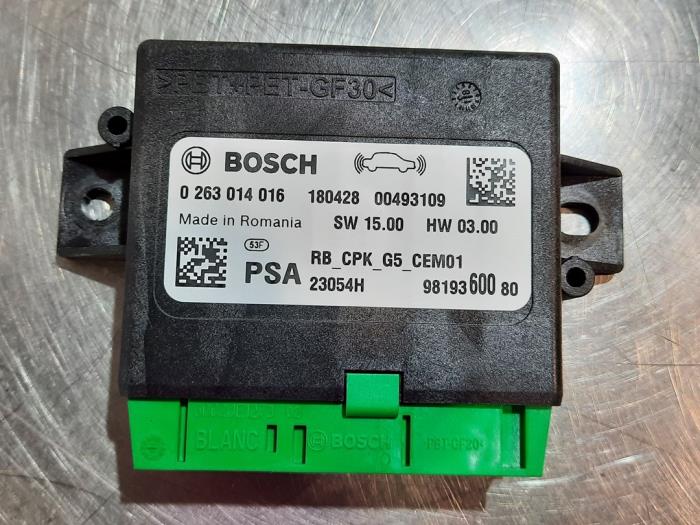 >PBT+PET-GF30<
BOSCH
0 263 014 016 180428 00493109
Made in Romania SW 15.00 HW 03.00
53F
PSA
RB_CPK_G5_CEM01
23054H 98193 600 80
BLANC
BOSCH
PBT-GF20<